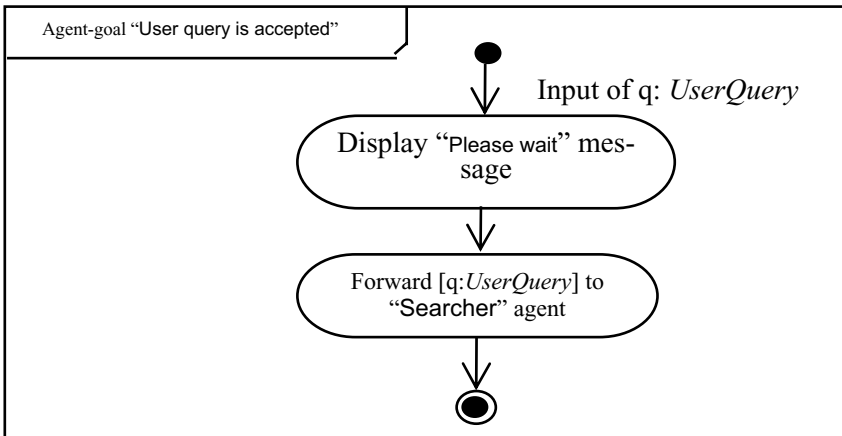 Agent-goal “User query is accepted”
Input of q: UserQuery
Display “Please wait” mes-
sage
Forward [q:UserQuery] to
“Searcher” agent